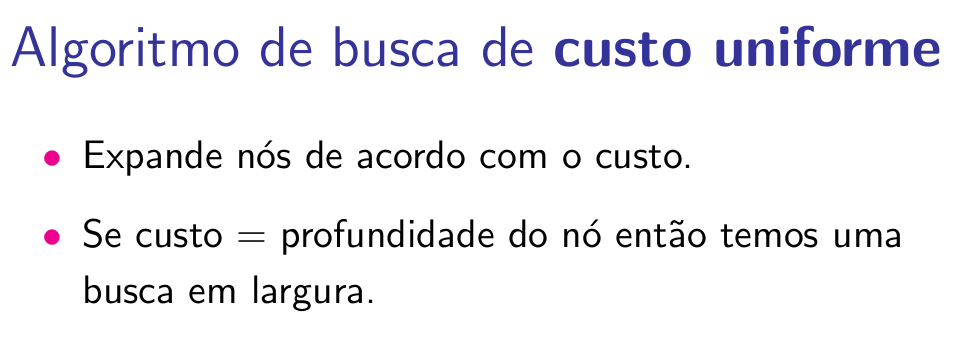 Algoritmo de busca de custo uniforme
• Expande nós de acordo com o custo.
• Se custo = profundidade do nó então temos uma
busca em largura.